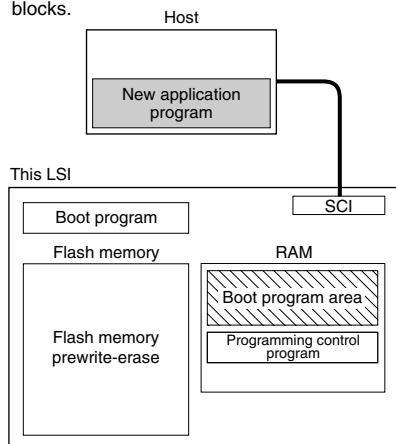 blocks.
Host
New application
program
This LSI
SCI
Boot program
Flash memory
RAM
Flash memory
prewrite-erase
Boot program area
Programming control
program